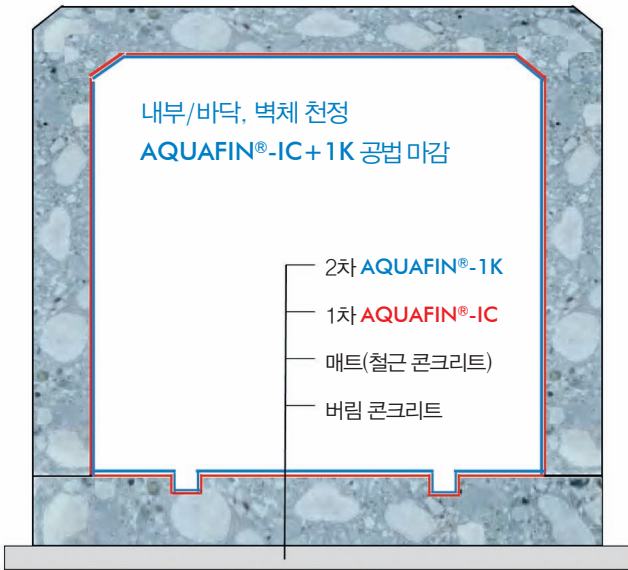 내부/바닥, 벽체 천정
AQUAFIN®-IC+1K 공법 마감
2차 AQUAFIN®-1K
1차 AQUAFIN®-IC
매트(철근 콘크리트)
버림 콘크리트